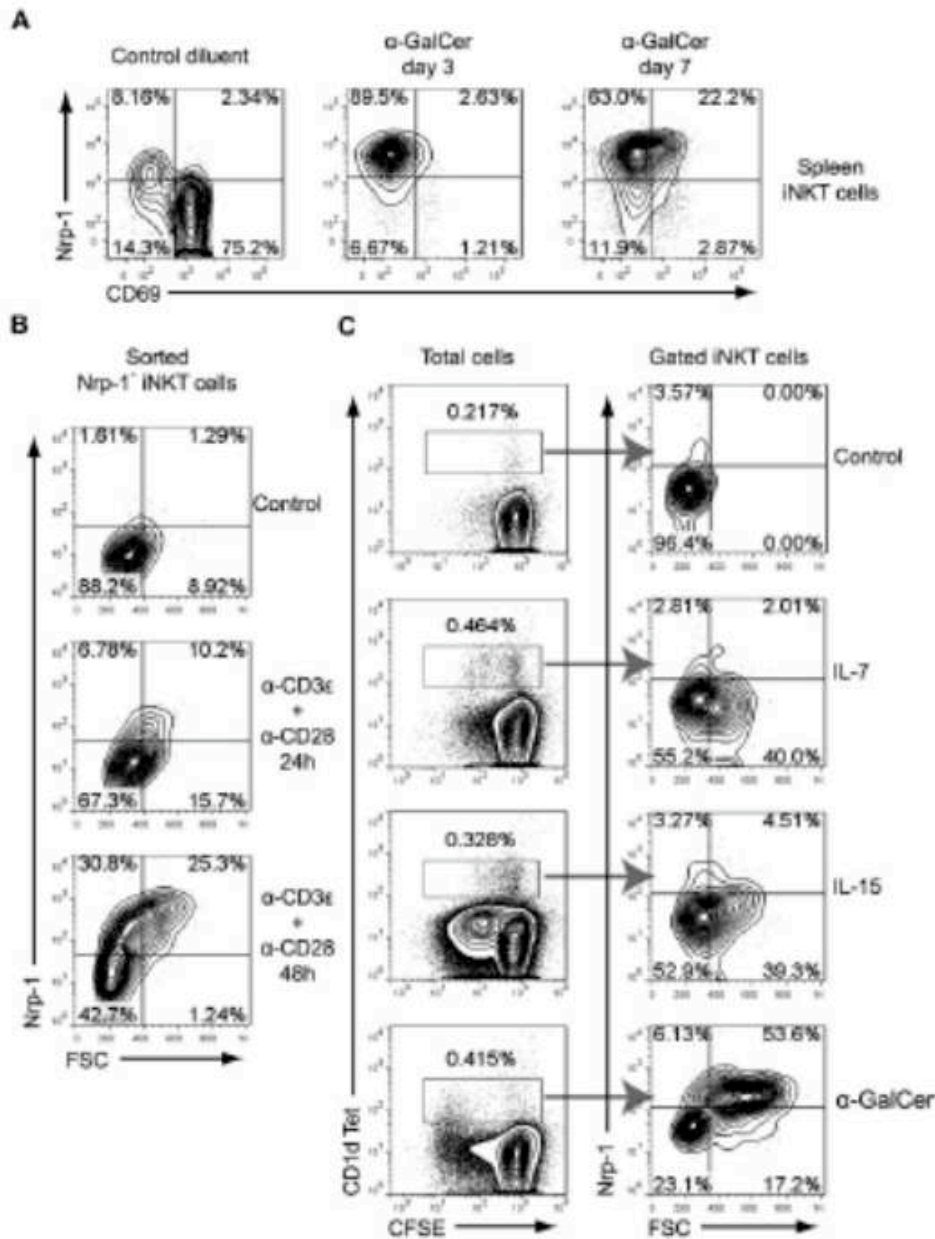 A
Control diluent
α-GalCer
day 3
α-GalCer
day 7
8.16% 2.34%
89.5% 2.63%
63.0% 22.2%
14.3% 75.2%
6.67% 1.21%
11.9% 2.87%
Nrp-1
CD69
Spleen
iNKT cells
B
Sorted
Nrp-1⁻ iNKT cells
1.61% 1.29%
88.2% 8.92%
Control
6.78% 10.2%
67.3% 15.7%
α-CD3ε
+
α-CD28
24h
30.8% 25.3%
42.7% 1.24%
α-CD3ε
+
α-CD28
48h
Nrp-1
FSC
C
Total cells
Gated iNKT cells
0.217%
3.57% 0.00%
96.4% 0.00%
Control
0.464%
2.81% 2.01%
55.2% 40.0%
IL-7
0.328%
3.27% 4.51%
52.9% 39.3%
IL-15
0.415%
6.13% 53.6%
23.1% 17.2%
α-GalCer
CD1d Tet
CFSE
Nrp-1
FSC